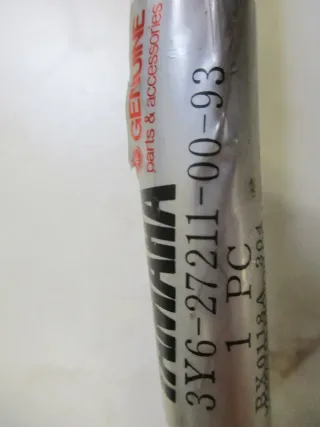 GENUINE
parts & accessories
YAMAHA
3Y6-27211-00-93
1 PC